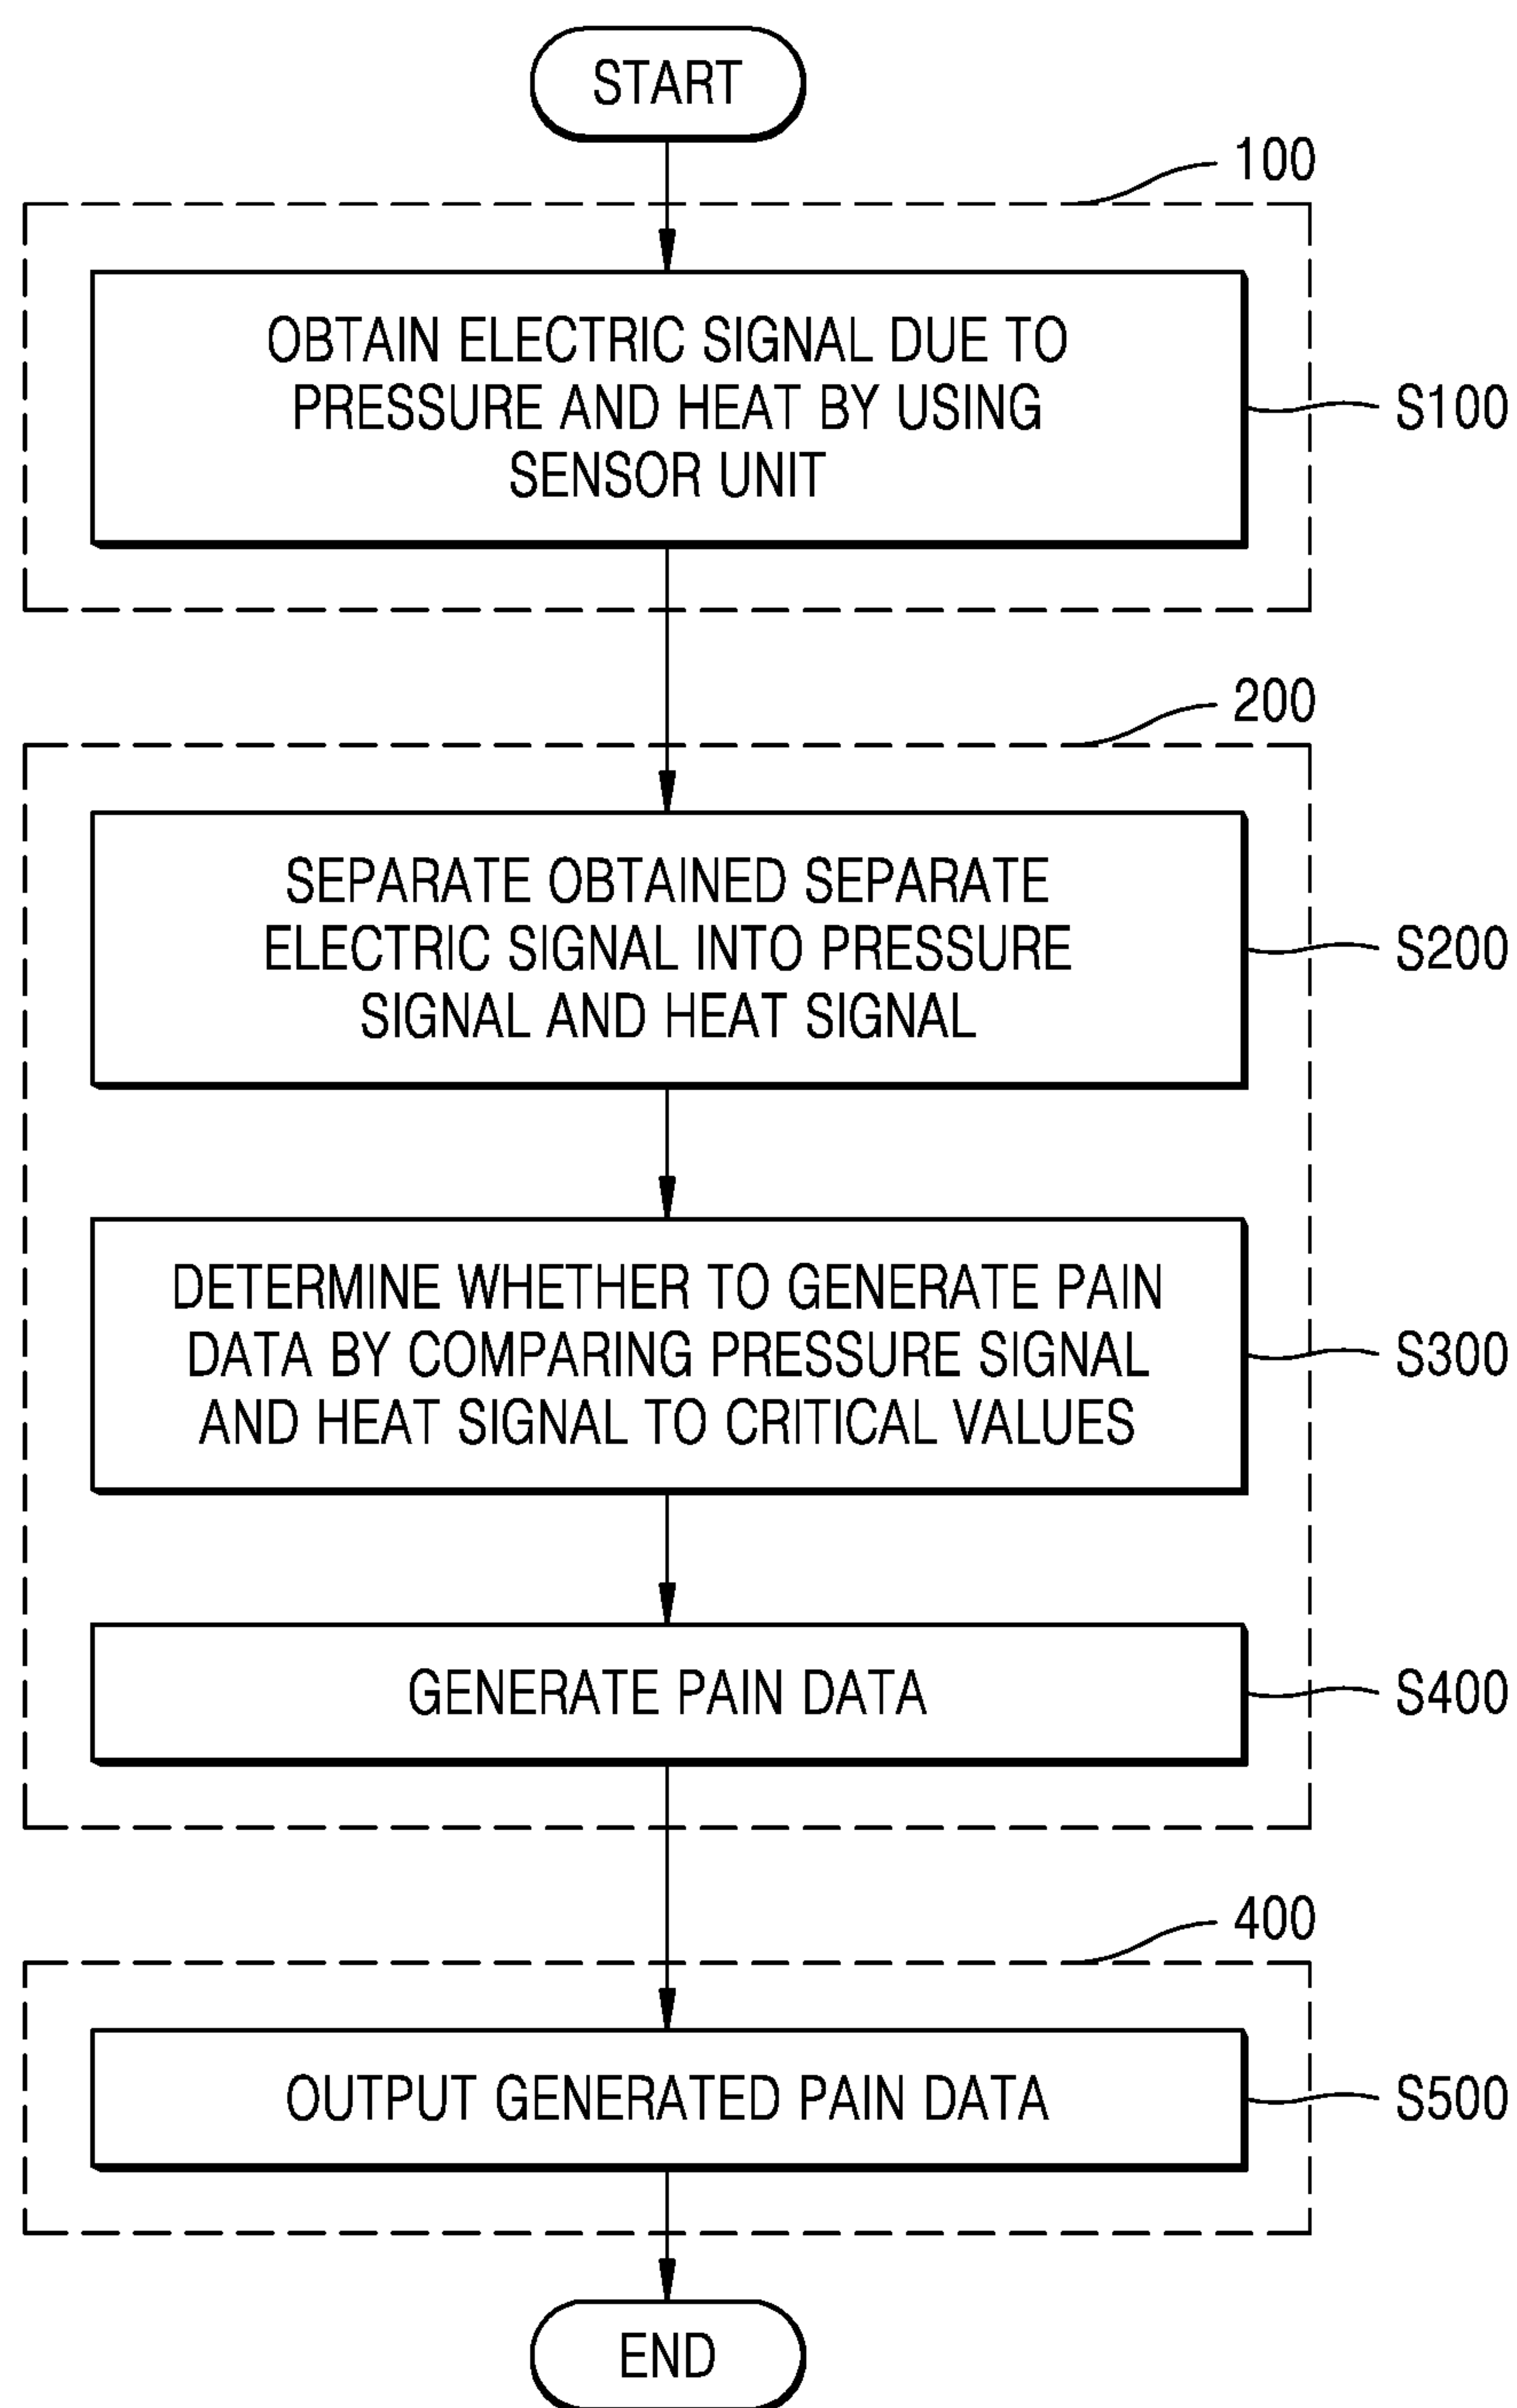 START
100
OBTAIN ELECTRIC SIGNAL DUE TO
PRESSURE AND HEAT BY USING
SENSOR UNIT
S100
200
SEPARATE OBTAINED SEPARATE
ELECTRIC SIGNAL INTO PRESSURE
SIGNAL AND HEAT SIGNAL
S200
DETERMINE WHETHER TO GENERATE PAIN
DATA BY COMPARING PRESSURE SIGNAL
AND HEAT SIGNAL TO CRITICAL VALUES
S300
GENERATE PAIN DATA
S400
400
OUTPUT GENERATED PAIN DATA
S500
END